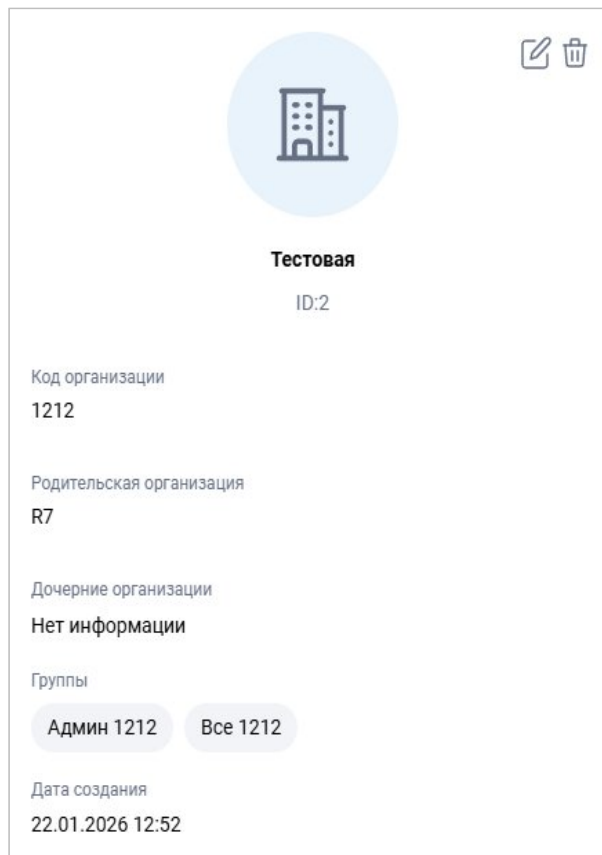 Тестовая
ID:2
Код организации
1212
Родительская организация
R7
Дочерние организации
Нет информации
Группы
Админ 1212 Все 1212
Дата создания
22.01.2026 12:52